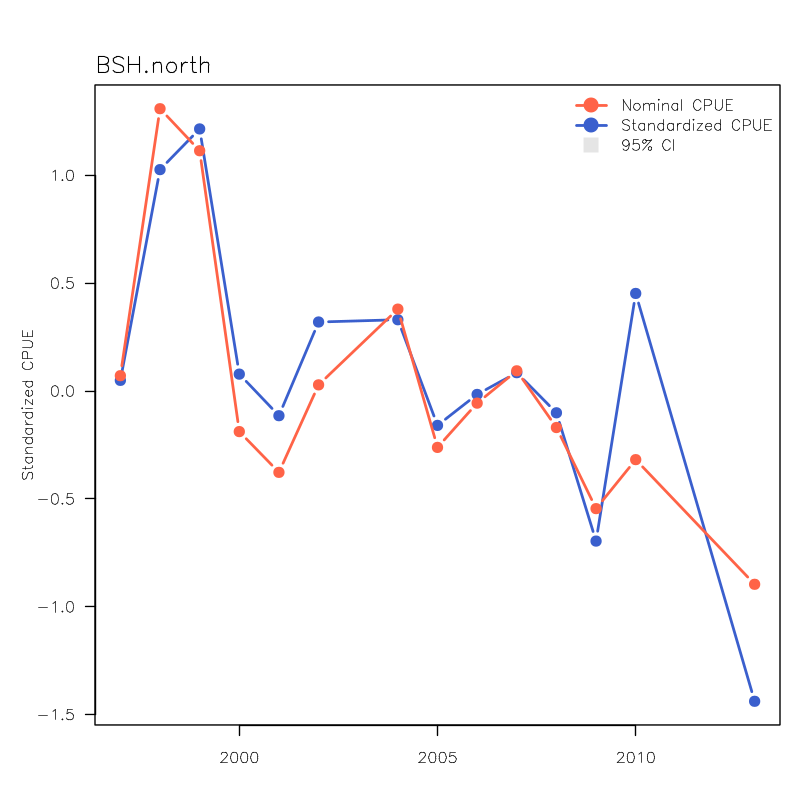 BSH.north
Nominal CPUE
Standardized CPUE
95% CI
1.0
0.5
0.0
−0.5
−1.0
−1.5
Standardized CPUE
2000 2005 2010